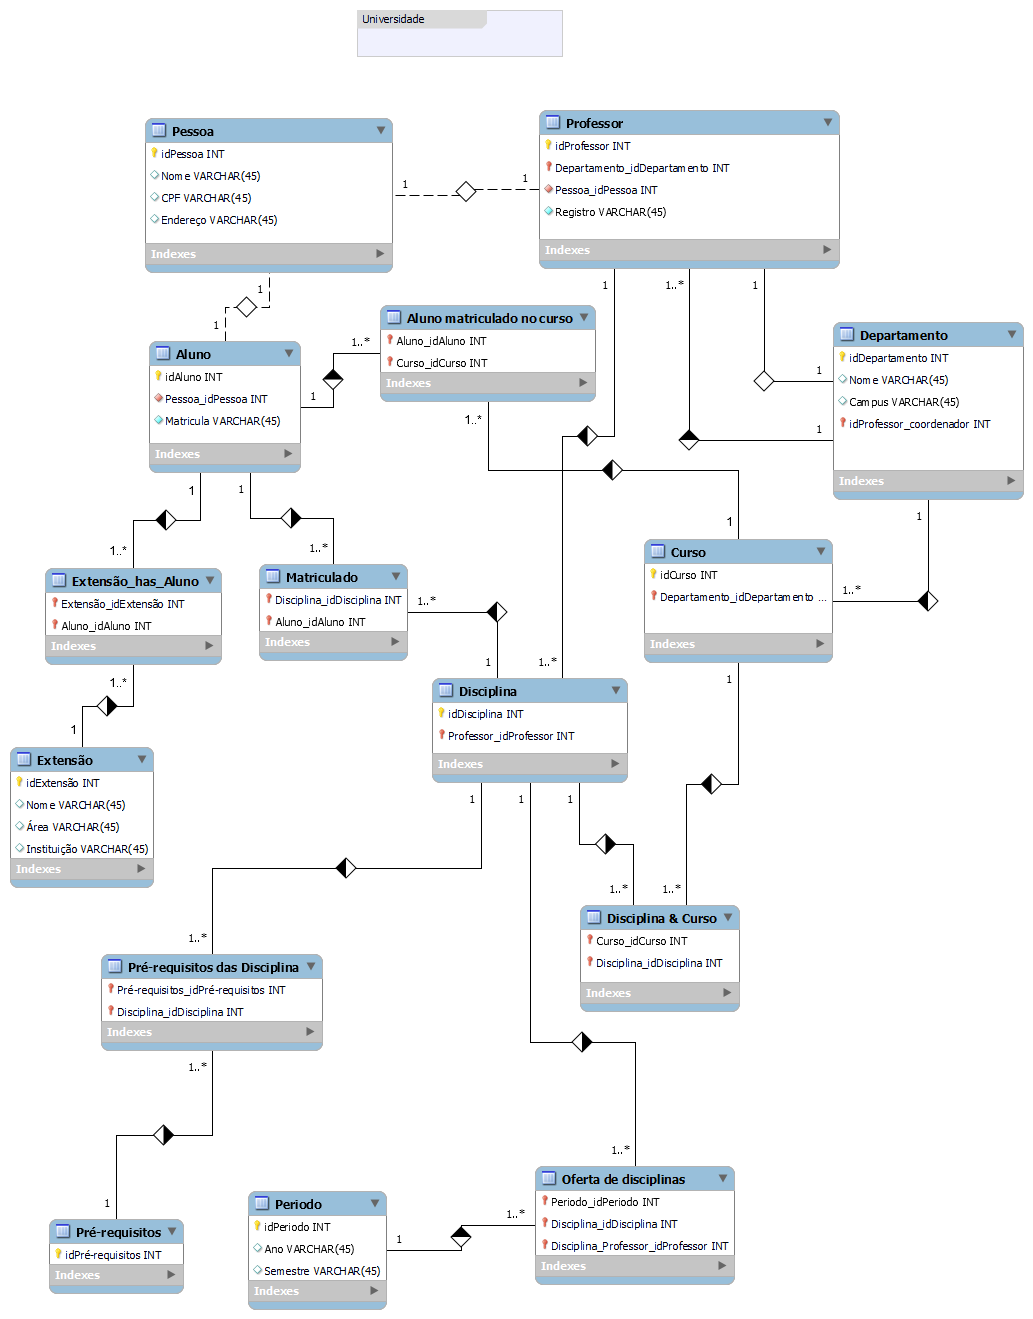 Universidade
Pessoa
idPessoa INT
Nome VARCHAR(45)
CPF VARCHAR(45)
Endereço VARCHAR(45)
Indexes
1
1
Professor
idProfessor INT
Departamento_idDepartamento INT
Pessoa_idPessoa INT
Registro VARCHAR(45)
Indexes
1
1..*
1
1
1
Aluno
idAluno INT
Pessoa_idPessoa INT
Matricula VARCHAR(45)
Indexes
1..*
1
Aluno matriculado no curso
Aluno_idAluno INT
Curso_idCurso INT
Indexes
1..*
1
Departamento
idDepartamento INT
Nome VARCHAR(45)
Campus VARCHAR(45)
idProfessor_coordenador INT
Indexes
1
1
1
1
1
1..*
1..*
Extensão_has_Aluno
Extensão_idExtensão INT
Aluno_idAluno INT
Indexes
1..*
1
Matriculado
Disciplina_idDisciplina INT
Aluno_idAluno INT
Indexes
1..*
1
1..*
Curso
idCurso INT
Departamento_idDepartamento ...
Indexes
1..*
1
Disciplina
idDisciplina INT
Professor_idProfessor INT
Indexes
1
1
1
Extensão
idExtensão INT
Nome VARCHAR(45)
Área VARCHAR(45)
Instituição VARCHAR(45)
Indexes
1..*
1..*
Disciplina & Curso
Curso_idCurso INT
Disciplina_idDisciplina INT
Indexes
1..*
Pré-requisitos das Disciplina
Pré-requisitos_idPré-requisitos INT
Disciplina_idDisciplina INT
Indexes
1..*
1
Pré-requisitos
idPré-requisitos INT
Indexes
Periodo
idPeriodo INT
Ano VARCHAR(45)
Semestre VARCHAR(45)
Indexes
1
1..*
1..*
Oferta de disciplinas
Periodo_idPeriodo INT
Disciplina_idDisciplina INT
Disciplina_Professor_idProfessor INT
Indexes